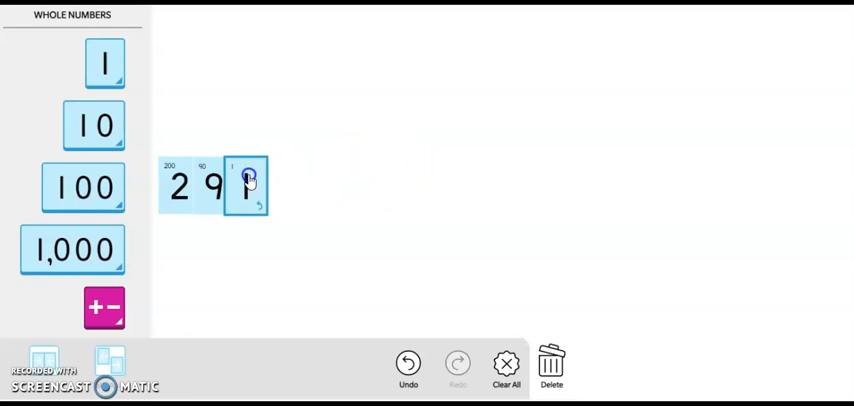 WHOLE NUMBERS
1
10
100
1,000
+−
200 90 1
2 9 1
RECORDED WITH
SCREENCAST MATIC
Undo Redo Clear All Delete